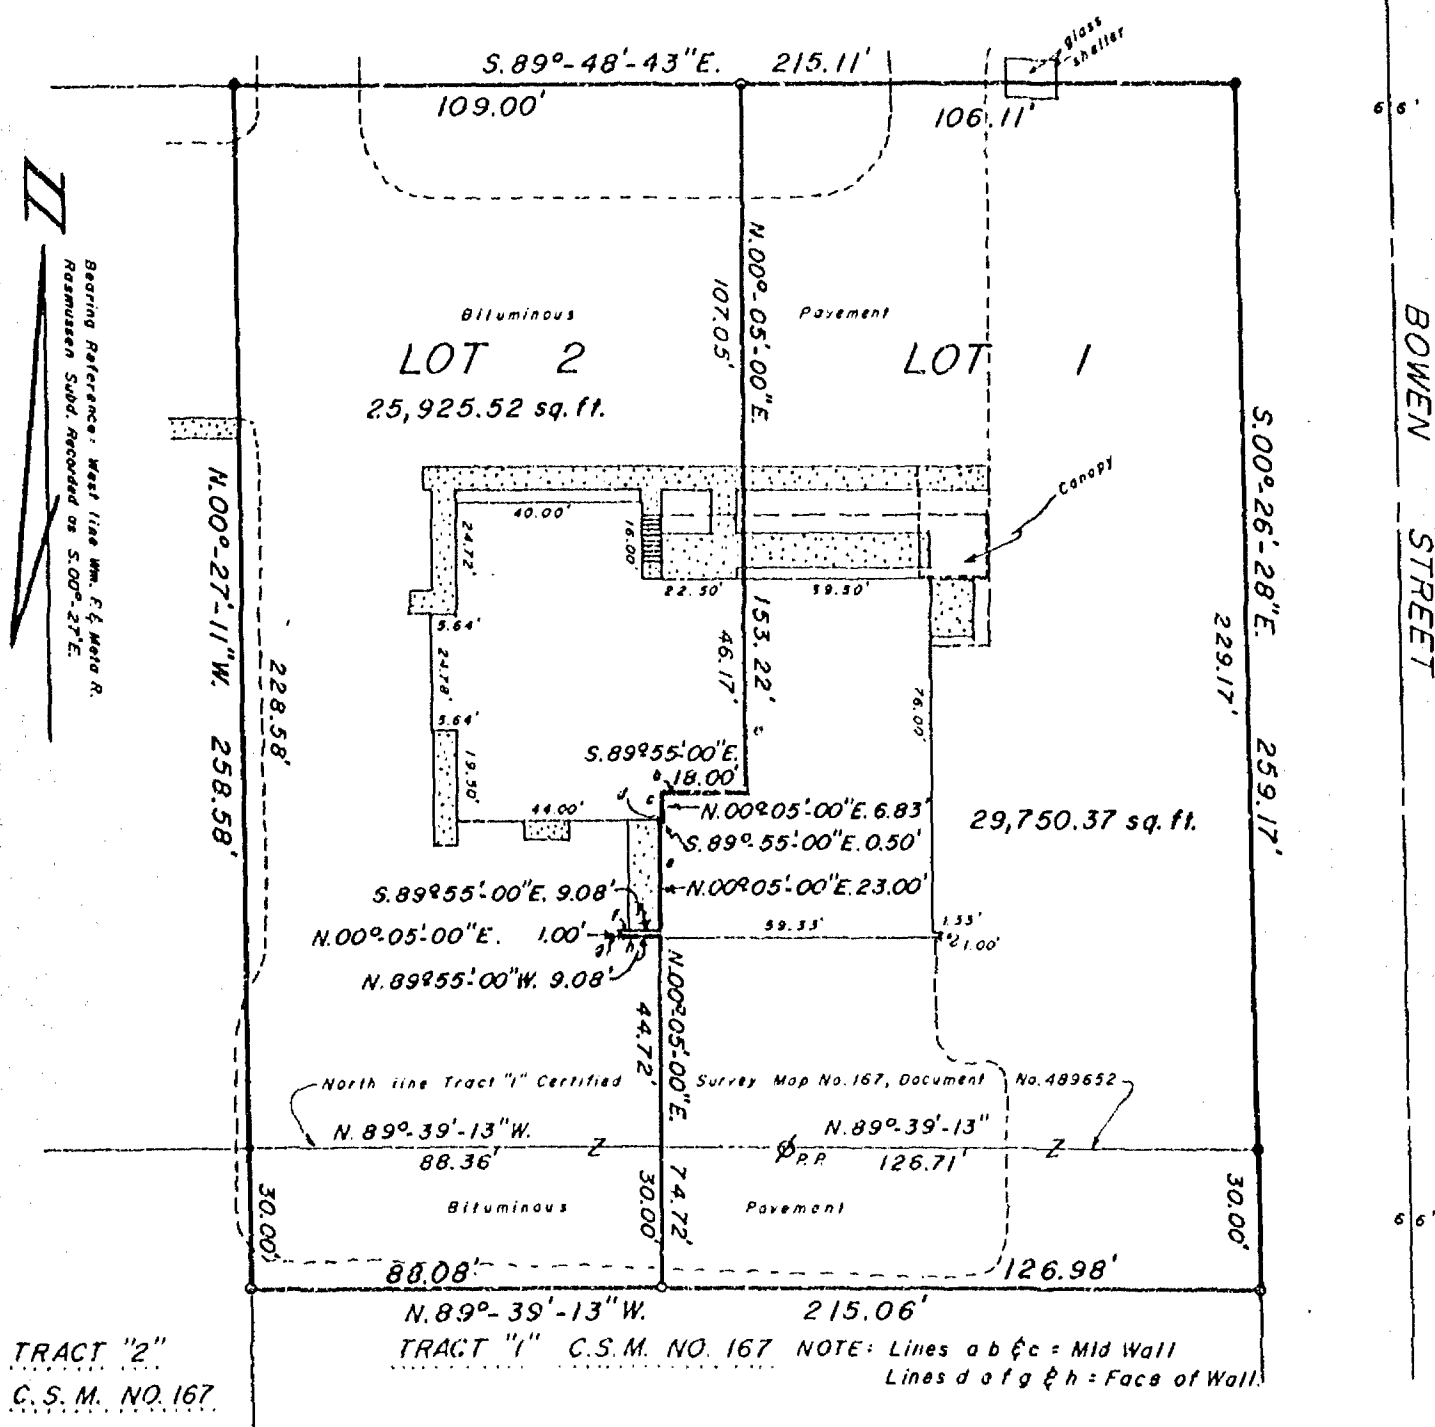 S.89°-48'-43"E. 215.11'
glass
shelter
109.00'
106.11'
66'
II
Bearing Reference: West line Wm. F. & Meta R.
Rasmussen Subd. Recorded as S.00°-27'E.
N.00°-05'-00"E.
107.05'
Bituminous Pavement
LOT 2
LOT 1
25,925.52 sq. ft.
BOWEN STREET
S.00°-26'-28"E.
229.17' 259.17'
Canopy
N.00°-27'-11"W. 258.58'
228.58'
40.00'
24.72'
16.00'
22.50'
59.50'
5.64'
24.78'
5.64'
19.50'
153.22'
46.17'
76.00'
S.89°55'-00"E.
18.00'
b
c
d
44.00'
N.00°05'-00"E. 6.83'
S.89°-55'-00"E. 0.50'
29,750.37 sq. ft.
e
S.89°55'-00"E. 9.08'
N.00°05'-00"E. 23.00'
f
N.00°-05'-00"E. 1.00'
g h
59.33'
1.33'
1.00'
N.89°55'-00"W. 9.08'
N.00°-05'-00"E.
44.72'
North line Tract "1" Certified Survey Map No. 167, Document No. 489652
N.89°-39'-13"W.
N.89°-39'-13"
88.36'
Z
P.P.
126.71'
Z
30.00'
Bituminous
30.00'
74.72'
Pavement
30.00'
66'
88.08'
126.98'
N.89°-39'-13"W. 215.06'
TRACT "2"
C.S.M. NO. 167
TRACT "1" C.S.M. NO. 167
NOTE: Lines a b & c = Mid Wall
Lines d e f g & h = Face of Wall.